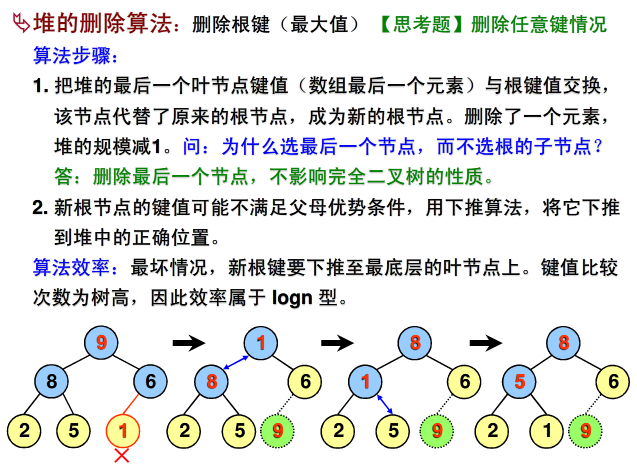 堆的删除算法：删除根键（最大值）【思考题】删除任意键情况
算法步骤：
1. 把堆的最后一个叶节点键值（数组最后一个元素）与根键值交换，
该节点代替了原来的根节点，成为新的根节点。删除了一个元素，
堆的规模减1。问：为什么选最后一个节点，而不选根的子节点？
答：删除最后一个节点，不影响完全二叉树的性质。
2. 新根节点的键值可能不满足父母优势条件，用下推算法，将它下推
到堆中的正确位置。
算法效率：最坏情况，新根键要下推至最底层的叶节点上。键值比较
次数为树高，因此效率属于 logn 型。
9 1 8 8
8 6 8 6 1 6 5 6
2 5 1 2 5 9 2 5 9 2 1 9